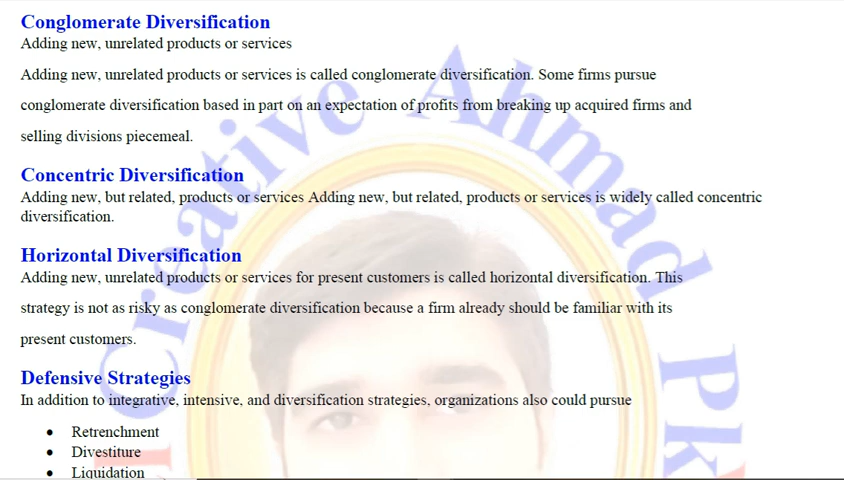 Conglomerate Diversification
Adding new, unrelated products or services
Adding new, unrelated products or services is called conglomerate diversification. Some firms pursue
conglomerate diversification based in part on an expectation of profits from breaking up acquired firms and
selling divisions piecemeal.
Concentric Diversification
Adding new, but related, products or services Adding new, but related, products or services is widely called concentric
diversification.
Horizontal Diversification
Adding new, unrelated products or services for present customers is called horizontal diversification. This
strategy is not as risky as conglomerate diversification because a firm already should be familiar with its
present customers.
Defensive Strategies
In addition to integrative, intensive, and diversification strategies, organizations also could pursue
• Retrenchment
• Divestiture
• Liquidation
Creative Ahmad Pk